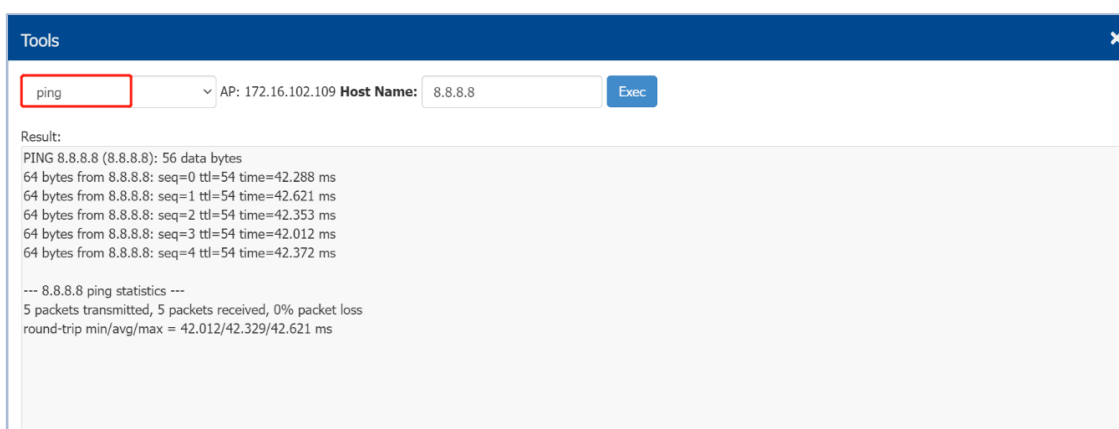 Tools
ping AP: 172.16.102.109 Host Name: 8.8.8.8 Exec
Result:
PING 8.8.8.8 (8.8.8.8): 56 data bytes
64 bytes from 8.8.8.8: seq=0 ttl=54 time=42.288 ms
64 bytes from 8.8.8.8: seq=1 ttl=54 time=42.621 ms
64 bytes from 8.8.8.8: seq=2 ttl=54 time=42.353 ms
64 bytes from 8.8.8.8: seq=3 ttl=54 time=42.012 ms
64 bytes from 8.8.8.8: seq=4 ttl=54 time=42.372 ms
--- 8.8.8.8 ping statistics ---
5 packets transmitted, 5 packets received, 0% packet loss
round-trip min/avg/max = 42.012/42.329/42.621 ms